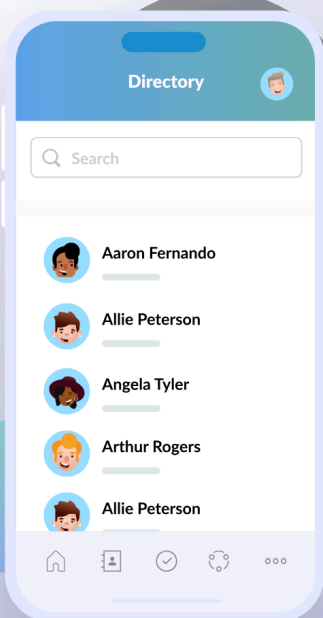 Directory
Search
Aaron Fernando
Allie Peterson
Angela Tyler
Arthur Rogers
Allie Peterson